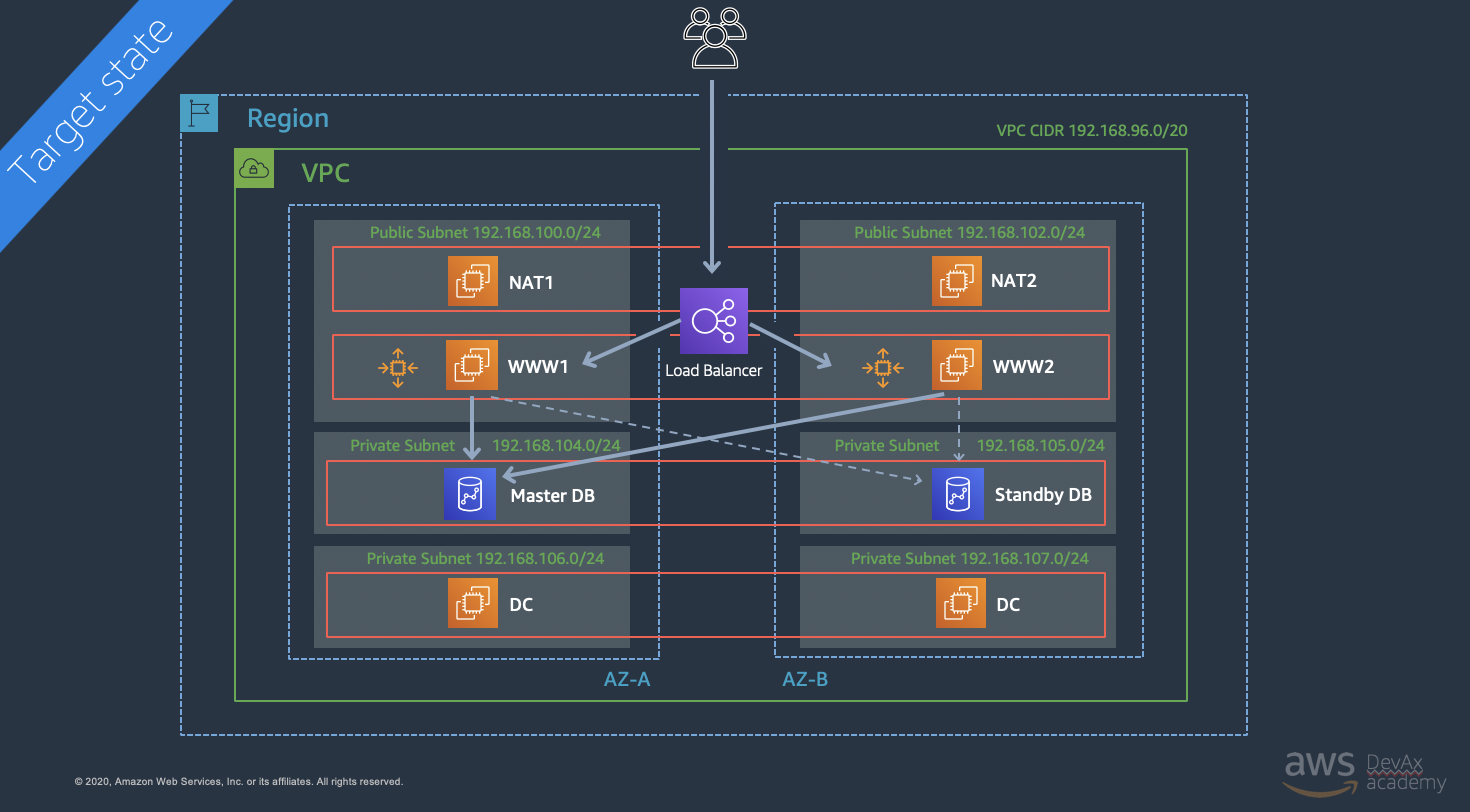 Target state
Region
VPC CIDR 192.168.96.0/20
VPC
Public Subnet 192.168.100.0/24
Public Subnet 192.168.102.0/24
NAT1
NAT2
WWW1
Load Balancer
WWW2
Private Subnet 192.168.104.0/24
Private Subnet 192.168.105.0/24
Master DB
Standby DB
Private Subnet 192.168.106.0/24
Private Subnet 192.168.107.0/24
DC
DC
AZ-A
AZ-B
© 2020, Amazon Web Services, Inc. or its affiliates. All rights reserved.
aws
DevAx
academy